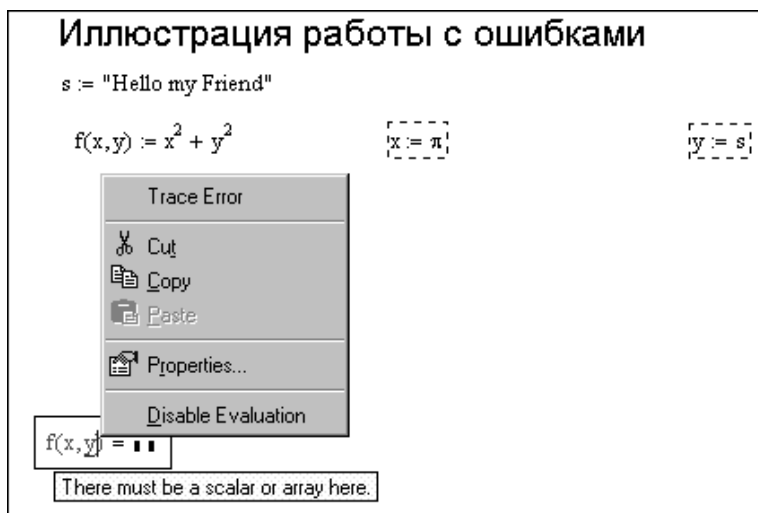 Иллюстрация работы с ошибками
s := "Hello my Friend"
f(x,y) := x² + y² x := π y := s
Trace Error
Cut
Copy
Paste
Properties...
Disable Evaluation
f(x,y) =
There must be a scalar or array here.